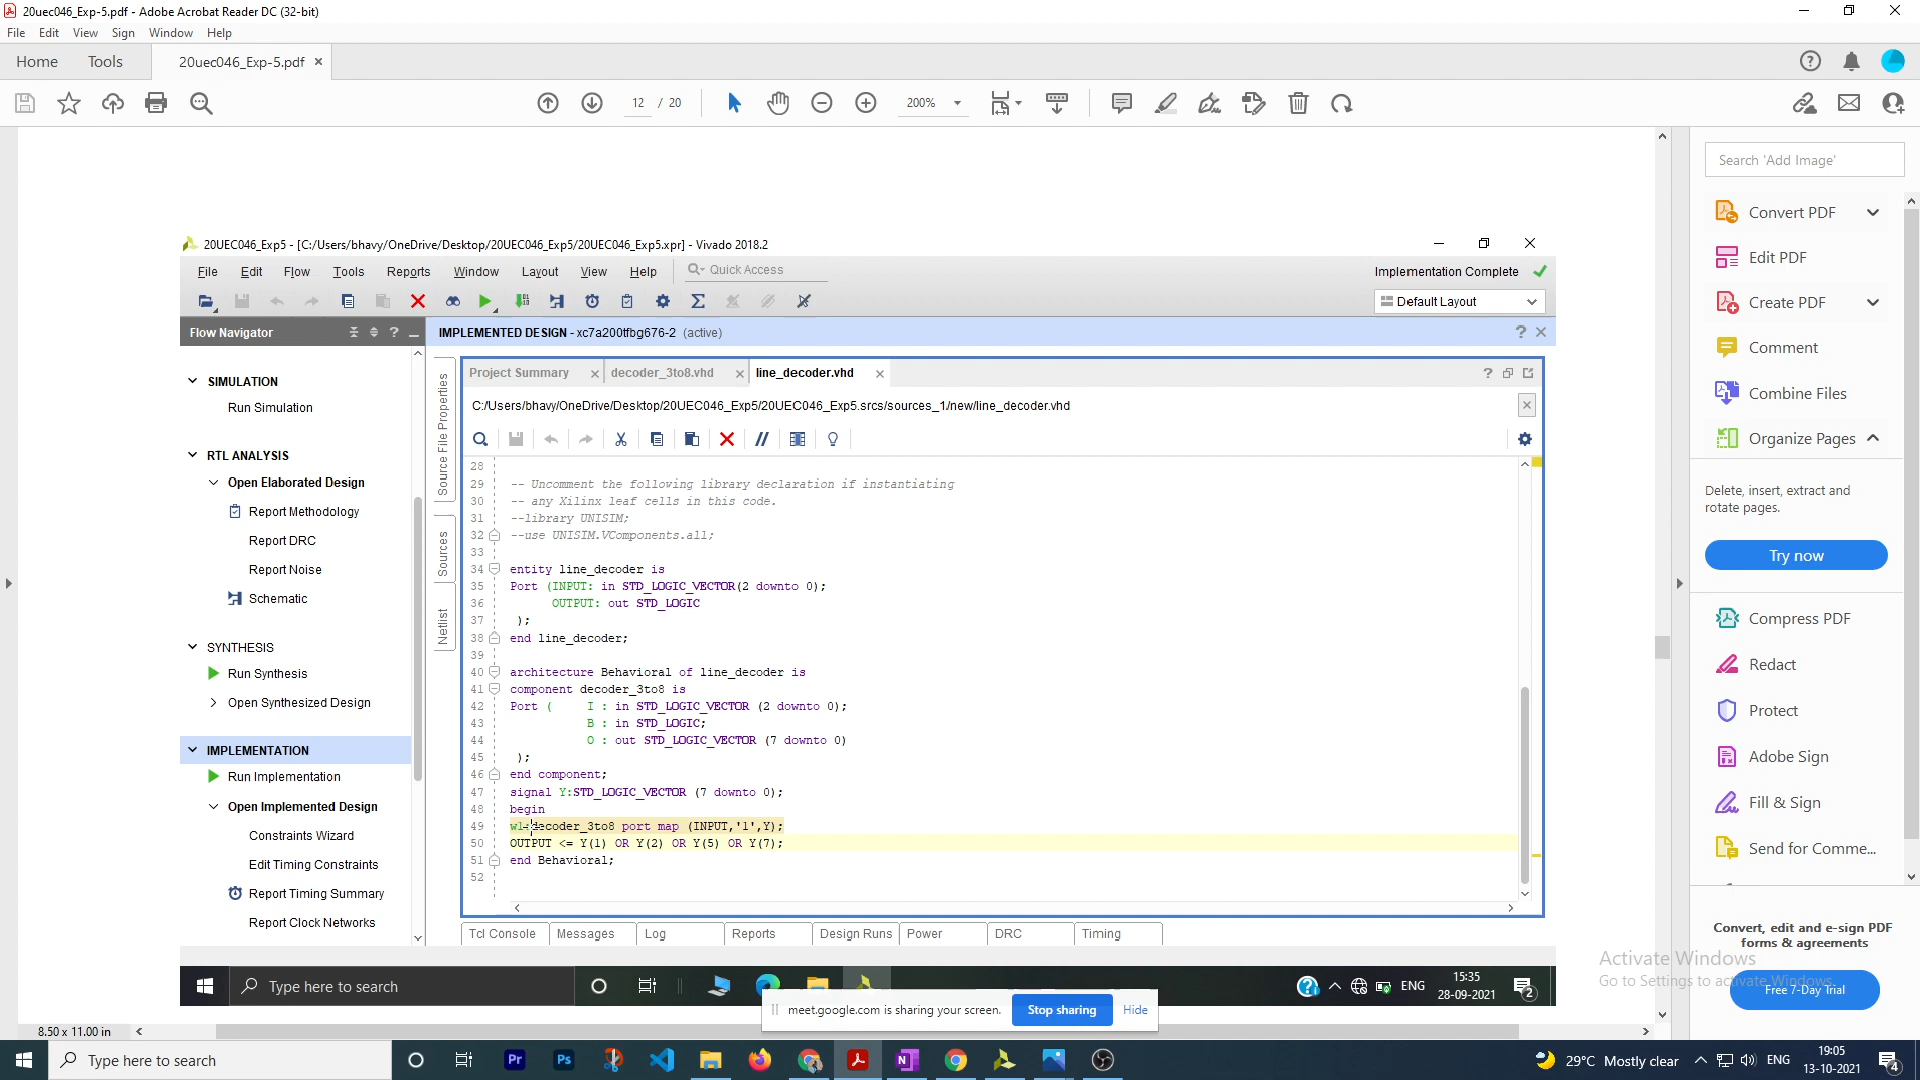 20uec046_Exp-5.pdf - Adobe Acrobat Reader DC (32-bit)
File Edit View Sign Window Help
Home Tools 20uec046_Exp-5.pdf
12 / 20 200%
Search 'Add Image'
Convert PDF
Edit PDF
Create PDF
Comment
Combine Files
Organize Pages
Delete, insert, extract and
rotate pages.
Try now
Compress PDF
Redact
Protect
Adobe Sign
Fill & Sign
Send for Comme...
Convert, edit and e-sign PDF
forms & agreements
Free 7-Day Trial
Activate Windows
Go to Settings to activate Windows.
20UEC046_Exp5 - [C:/Users/bhavy/OneDrive/Desktop/20UEC046_Exp5/20UEC046_Exp5.xpr] - Vivado 2018.2
File Edit Flow Tools Reports Window Layout View Help Quick Access
Implementation Complete
Default Layout
Flow Navigator
IMPLEMENTED DESIGN - xc7a200tfbg676-2 (active)
SIMULATION
Run Simulation
RTL ANALYSIS
Open Elaborated Design
Report Methodology
Report DRC
Report Noise
Schematic
SYNTHESIS
Run Synthesis
Open Synthesized Design
IMPLEMENTATION
Run Implementation
Open Implemented Design
Constraints Wizard
Edit Timing Constraints
Report Timing Summary
Report Clock Networks
Source File Properties
Sources
Netlist
Project Summary decoder_3to8.vhd line_decoder.vhd
C:/Users/bhavy/OneDrive/Desktop/20UEC046_Exp5/20UEC046_Exp5.srcs/sources_1/new/line_decoder.vhd
28
29 -- Uncomment the following library declaration if instantiating
30 -- any Xilinx leaf cells in this code.
31 --library UNISIM;
32 --use UNISIM.VComponents.all;
33
34 entity line_decoder is
35 Port (INPUT: in STD_LOGIC_VECTOR(2 downto 0);
36 OUTPUT: out STD_LOGIC
37 );
38 end line_decoder;
39
40 architecture Behavioral of line_decoder is
41 component decoder_3to8 is
42 Port ( I : in STD_LOGIC_VECTOR (2 downto 0);
43 B : in STD_LOGIC;
44 O : out STD_LOGIC_VECTOR (7 downto 0)
45 );
46 end component;
47 signal Y:STD_LOGIC_VECTOR (7 downto 0);
48 begin
49 w1:decoder_3to8 port map (INPUT,'1',Y);
50 OUTPUT <= Y(1) OR Y(2) OR Y(5) OR Y(7);
51 end Behavioral;
52
Tcl Console Messages Log Reports Design Runs Power DRC Timing
Type here to search
ENG
15:35
28-09-2021
2
meet.google.com is sharing your screen. Stop sharing Hide
8.50 x 11.00 in
Type here to search
Pr
Ps
29°C Mostly clear
ENG
19:05
13-10-2021
4